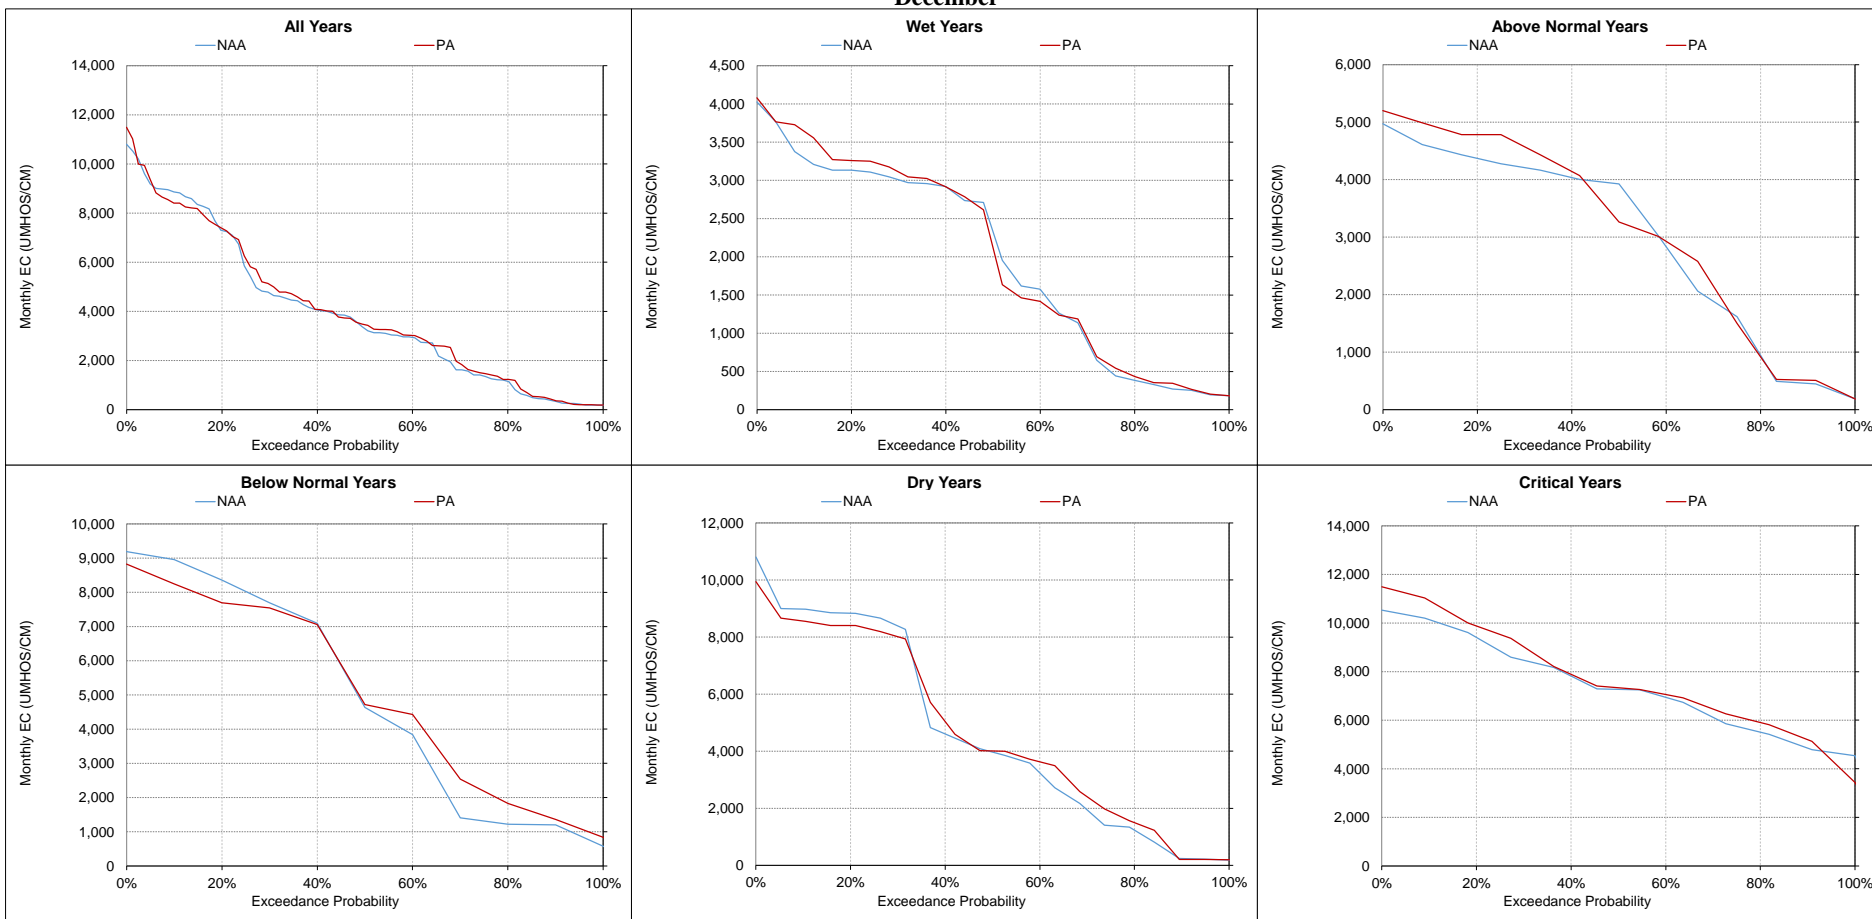 December
All Years
NAA PA
14,000
12,000
10,000
8,000
6,000
4,000
2,000
0
Monthly EC (UMHOS/CM)
0% 20% 40% 60% 80% 100%
Exceedance Probability
Wet Years
NAA PA
4,500
4,000
3,500
3,000
2,500
2,000
1,500
1,000
500
0
Monthly EC (UMHOS/CM)
0% 20% 40% 60% 80% 100%
Exceedance Probability
Above Normal Years
NAA PA
6,000
5,000
4,000
3,000
2,000
1,000
0
Monthly EC (UMHOS/CM)
0% 20% 40% 60% 80% 100%
Exceedance Probability
Below Normal Years
NAA PA
10,000
9,000
8,000
7,000
6,000
5,000
4,000
3,000
2,000
1,000
0
Monthly EC (UMHOS/CM)
0% 20% 40% 60% 80% 100%
Exceedance Probability
Dry Years
NAA PA
12,000
10,000
8,000
6,000
4,000
2,000
0
Monthly EC (UMHOS/CM)
0% 20% 40% 60% 80% 100%
Exceedance Probability
Critical Years
NAA PA
14,000
12,000
10,000
8,000
6,000
4,000
2,000
0
Monthly EC (UMHOS/CM)
0% 20% 40% 60% 80% 100%
Exceedance Probability